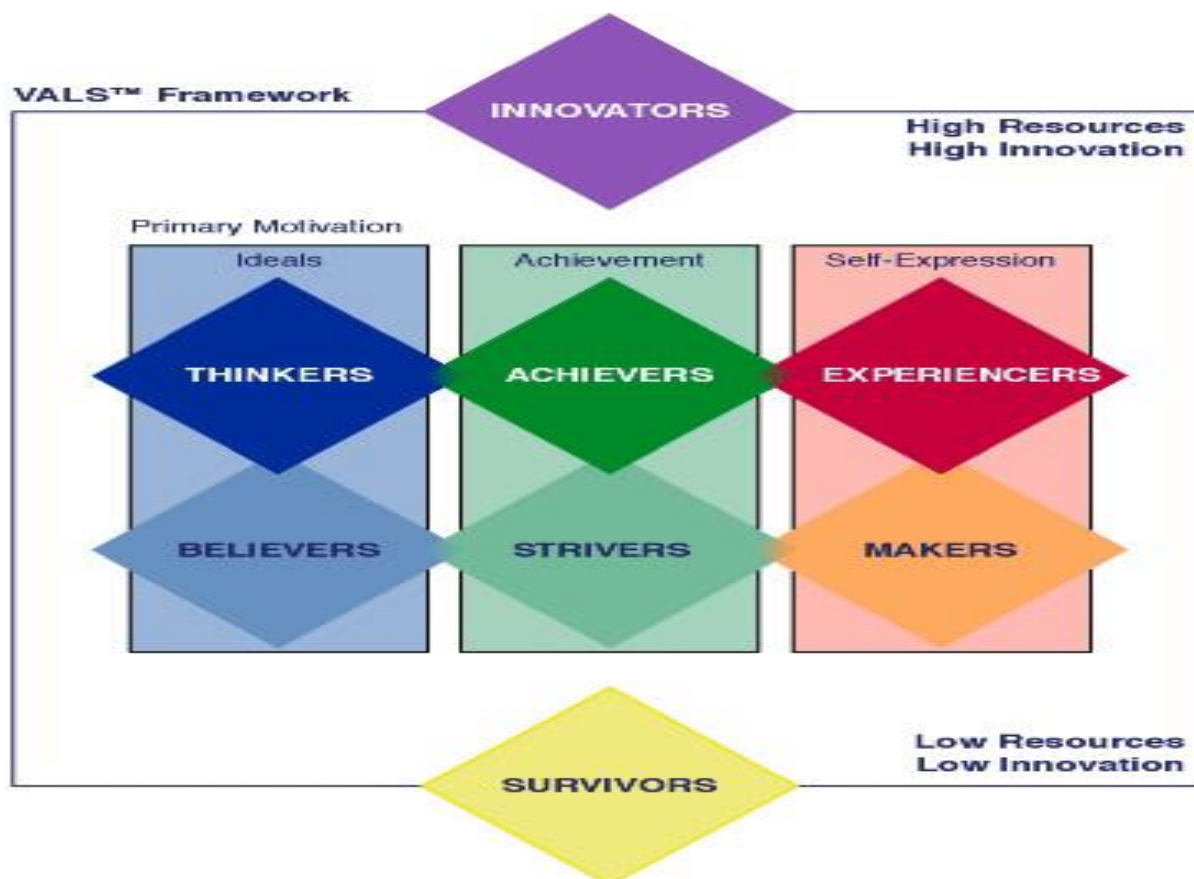 VALS™ Framework
INNOVATORS
High Resources
High Innovation
Primary Motivation
Ideals
Achievement
Self-Expression
THINKERS
ACHIEVERS
EXPERIENCERS
BELIEVERS
STRIVERS
MAKERS
Low Resources
Low Innovation
SURVIVORS